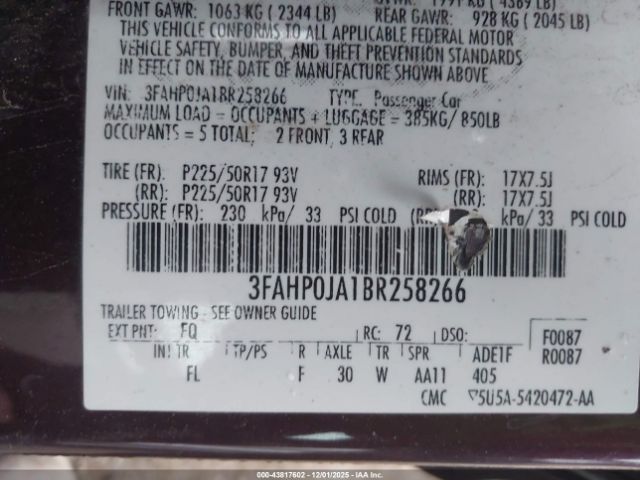 FRONT GAWR: 1063 KG ( 2344 LB) REAR GAWR: 928 KG ( 2045 LB)
THIS VEHICLE CONFORMS TO ALL APPLICABLE FEDERAL MOTOR
VEHICLE SAFETY, BUMPER, AND THEFT PREVENTION STANDARDS
IN EFFECT ON THE DATE OF MANUFACTURE SHOWN ABOVE
VIN: 3FAHP0JA1BR258266 TYPE: Passenger Car
MAXIMUM LOAD = OCCUPANTS + LUGGAGE = 385KG/ 850LB
OCCUPANTS = 5 TOTAL; 2 FRONT, 3 REAR
TIRE (FR): P225/50R17 93V RIMS (FR): 17X7.5J
(RR): P225/50R17 93V (RR): 17X7.5J
PRESSURE (FR): 230 kPa/ 33 PSI COLD kPa/ 33 PSI COLD
3FAHP0JA1BR258266
TRAILER TOWING - SEE OWNER GUIDE
EXT PNT: FQ RC: 72 DSO: F0087
R0087
INT TR TP/PS R AXLE TR SPR ADE1F
FL F 30 W AA11 405
CMC 5U5A-5420472-AA
000-43817602 - 12/01/2025 - IAAI.COM